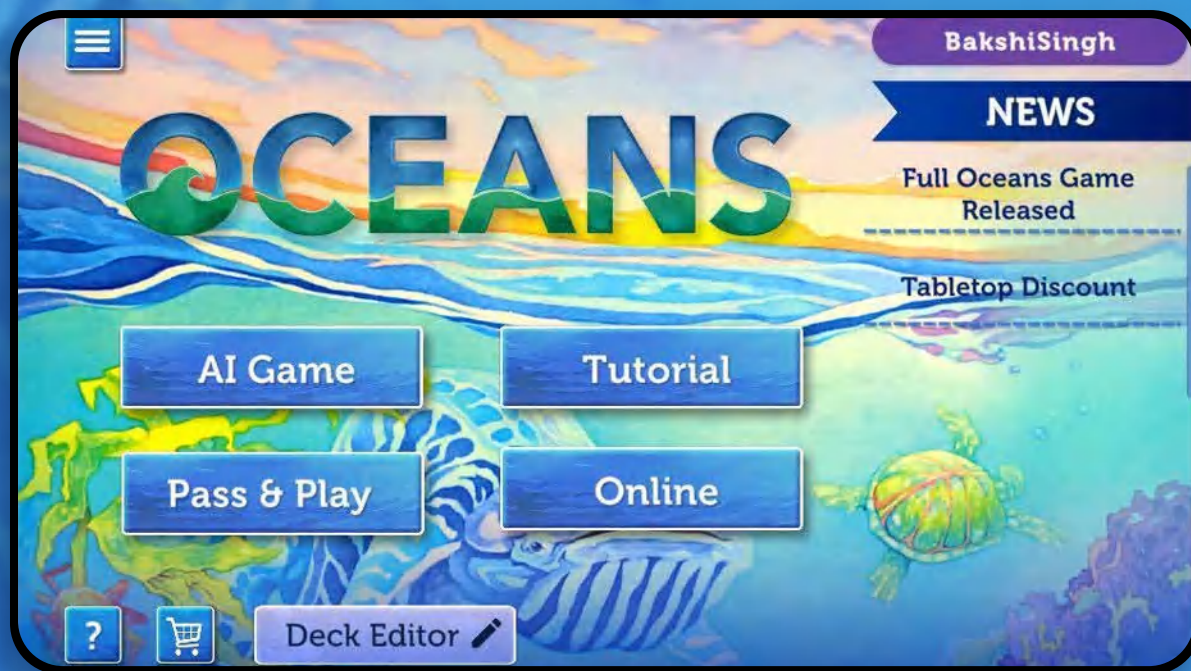 BakshiSingh
OCEANS
NEWS
Full Oceans Game
Released
Tabletop Discount
AI Game
Tutorial
Pass & Play
Online
?
Deck Editor